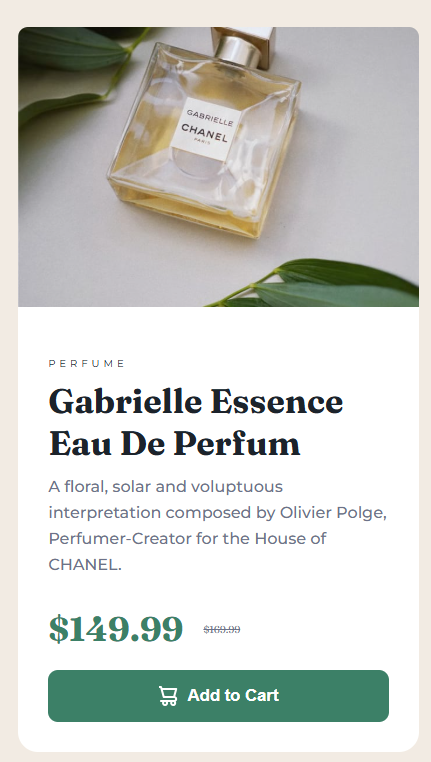 GABRIELLE
CHANEL
PARIS
PERFUME
Gabrielle Essence
Eau De Perfum
A floral, solar and voluptuous
interpretation composed by Olivier Polge,
Perfumer-Creator for the House of
CHANEL.
$149.99 $169.99
Add to Cart